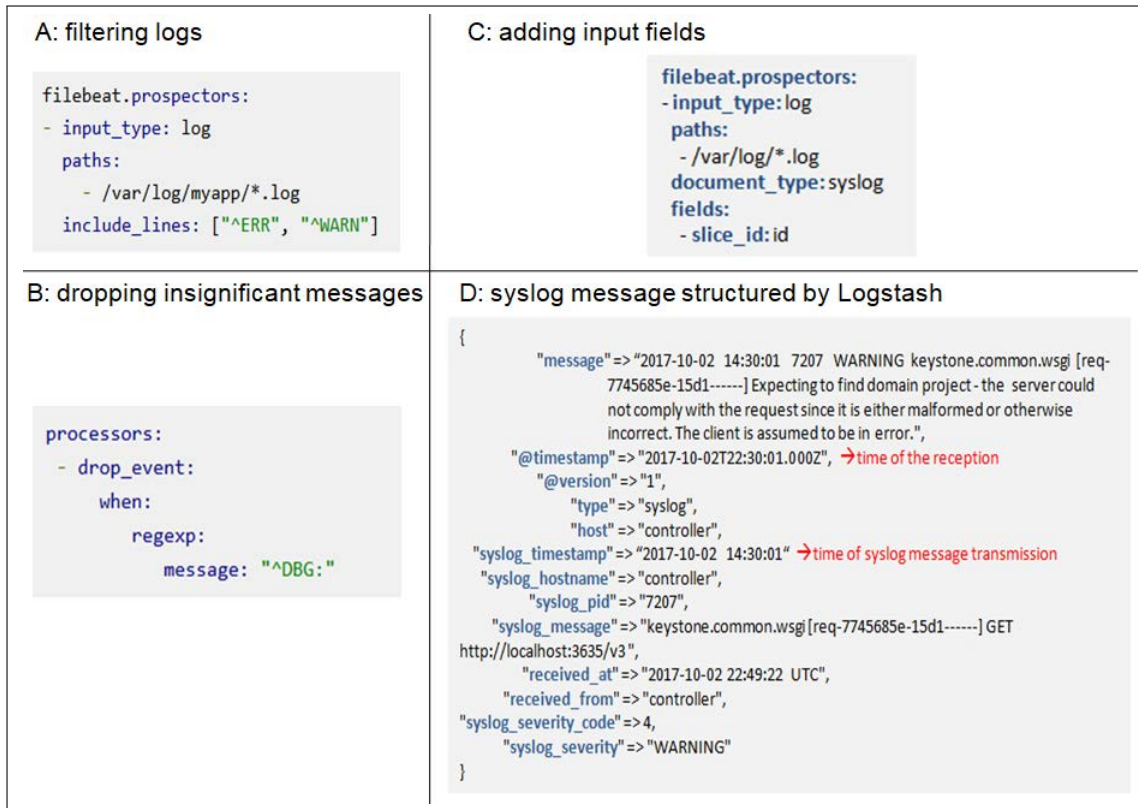 A: filtering logs
filebeat.prospectors:
- input_type: log
paths:
- /var/log/myapp/*.log
include_lines: ["^ERR", "^WARN"]
C: adding input fields
filebeat.prospectors:
- input_type: log
paths:
- /var/log/*.log
document_type: syslog
fields:
- slice_id: id
B: dropping insignificant messages
processors:
- drop_event:
when:
regexp:
message: "^DBG:"
D: syslog message structured by Logstash
{
"message" => “2017-10-02 14:30:01 7207 WARNING keystone.common.wsgi [req-
7745685e-15d1------] Expecting to find domain project - the server could
not comply with the request since it is either malformed or otherwise
incorrect. The client is assumed to be in error.",
"@timestamp" => "2017-10-02T22:30:01.000Z", →time of the reception
"@version" => "1",
"type" => "syslog",
"host" => "controller",
"syslog_timestamp" => “2017-10-02 14:30:01“ →time of syslog message transmission
"syslog_hostname" => "controller",
"syslog_pid" => "7207",
"syslog_message" => "keystone.common.wsgi [req-7745685e-15d1------] GET
http://localhost:3635/v3",
"received_at" => "2017-10-02 22:49:22 UTC",
"received_from" => "controller",
"syslog_severity_code" => 4,
"syslog_severity" => "WARNING"
}